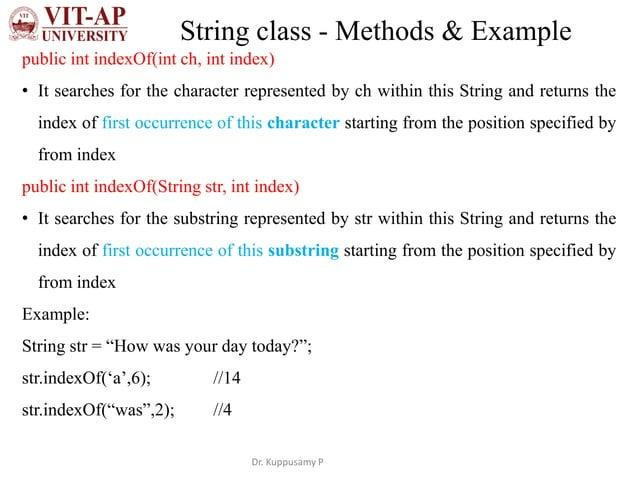 VIT-AP
UNIVERSITY
String class - Methods & Example
public int indexOf(int ch, int index)
• It searches for the character represented by ch within this String and returns the
index of first occurrence of this character starting from the position specified by
from index
public int indexOf(String str, int index)
• It searches for the substring represented by str within this String and returns the
index of first occurrence of this substring starting from the position specified by
from index
Example:
String str = “How was your day today?”;
str.indexOf(‘a’,6); //14
str.indexOf(“was”,2); //4
Dr. Kuppusamy P